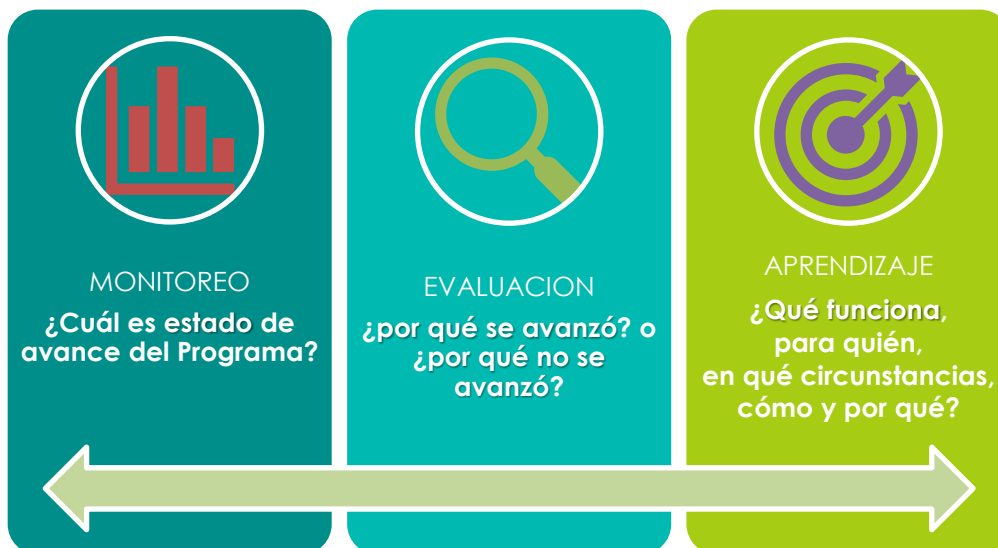 MONITOREO
¿Cuál es estado de
avance del Programa?
EVALUACION
¿por qué se avanzó? o
¿por qué no se
avanzó?
APRENDIZAJE
¿Qué funciona,
para quién,
en qué circunstancias,
cómo y por qué?